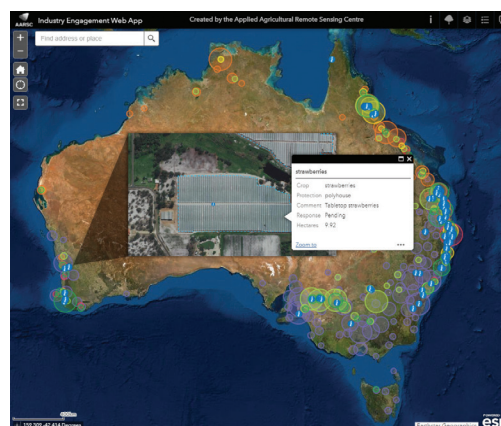 AARSC
Industry Engagement Web App
Created by the Applied Agricultural Remote Sensing Centre
Find address or place
strawberries
Crop strawberries
Protection polyhouse
Comment Tabletop strawberries
Response Pending
Hectares 9.92
Zoom to